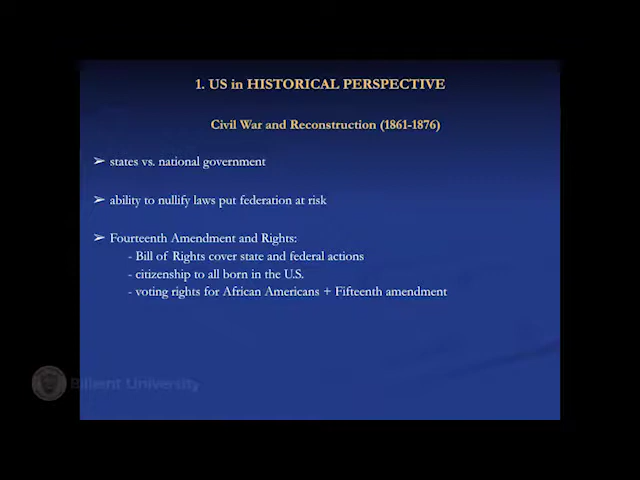 1. US in HISTORICAL PERSPECTIVE
Civil War and Reconstruction (1861-1876)
➢ states vs. national government
➢ ability to nullify laws put federation at risk
➢ Fourteenth Amendment and Rights:
- Bill of Rights cover state and federal actions
- citizenship to all born in the U.S.
- voting rights for African Americans + Fifteenth amendment
Bilkent University